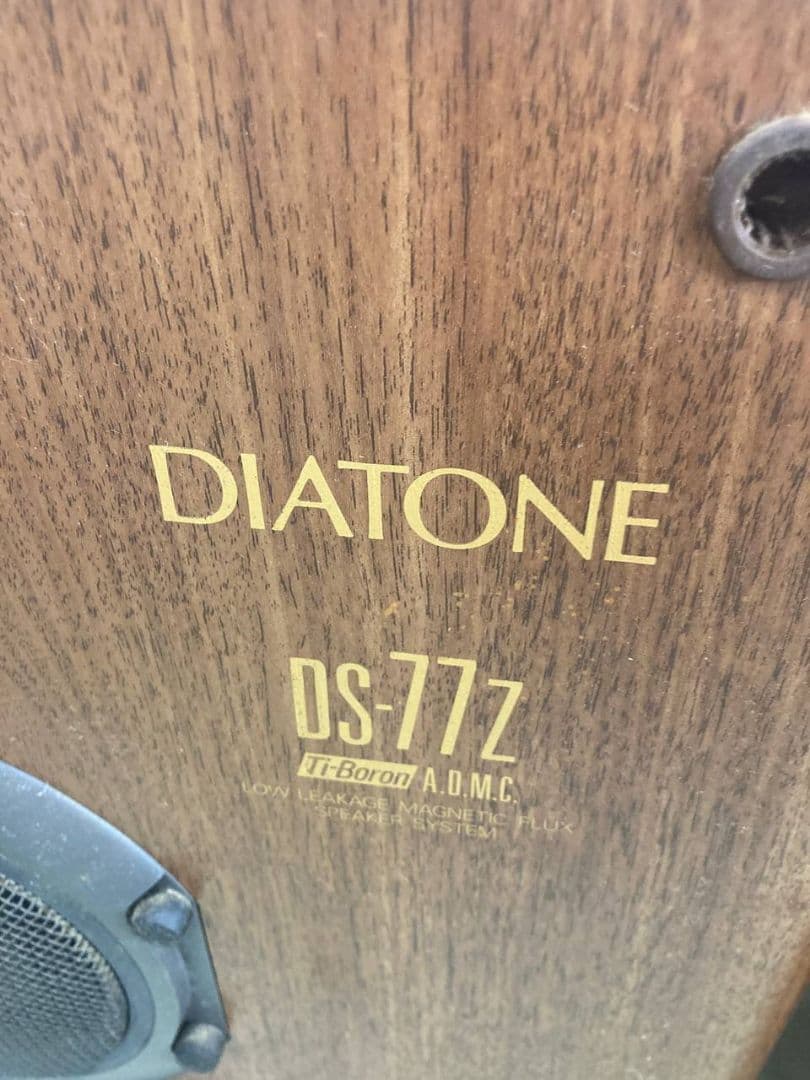 DIATONE
DS-77Z
Ti-Boron A.D.M.C.
LOW LEAKAGE MAGNETIC FLUX
SPEAKER SYSTEM